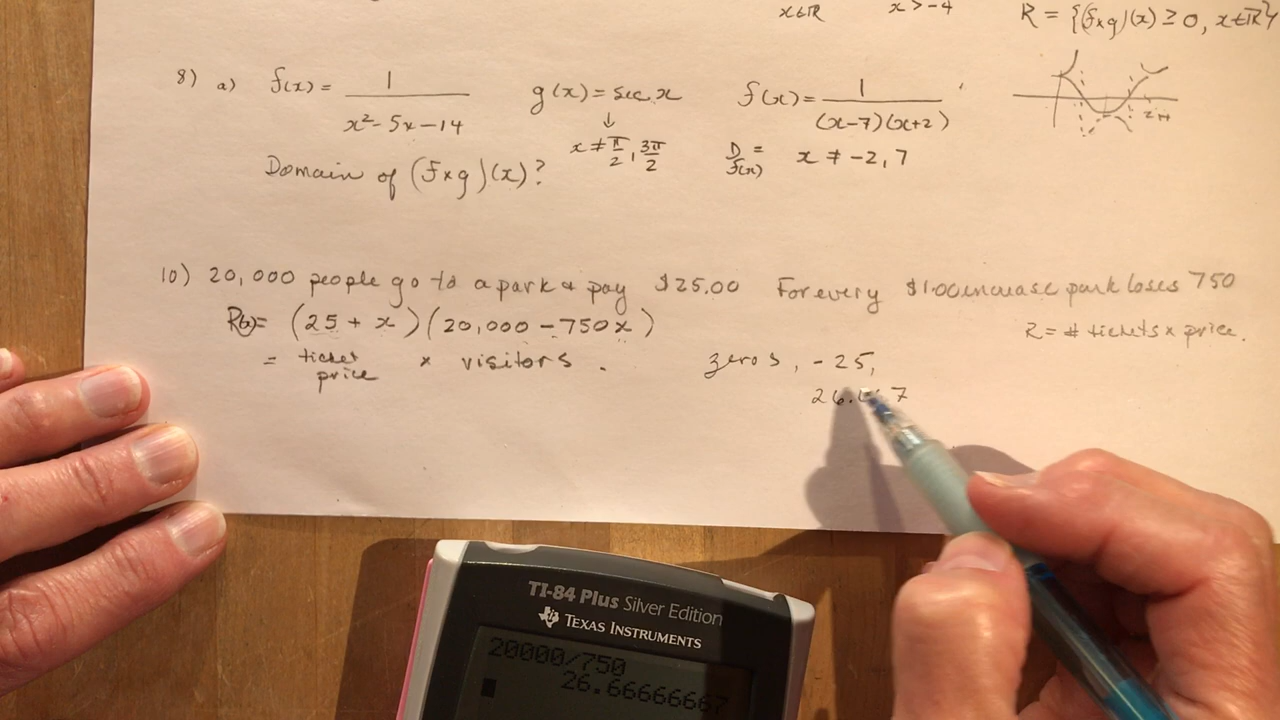 x∈ℝ x > -4 R = {(f×g)(x) ≥ 0, x∈ℝ}
8) a) f(x) = 1 / (x² - 5x - 14) g(x) = sec x f(x) = 1 / ((x-7)(x+2))
↓
x ≠ π/2, 3π/2 D f(x) = x ≠ -2, 7
2π
Domain of (f×g)(x)?
10) 20,000 people go to a park & pay $25.00 For every $1.00 increase park loses 750
R(x) = (25 + x)(20,000 - 750x) R = # tickets × price.
= ticket price × visitors. zeros, -25,
26. 7
TI-84 Plus Silver Edition
TEXAS INSTRUMENTS
20000/750
26.66666667